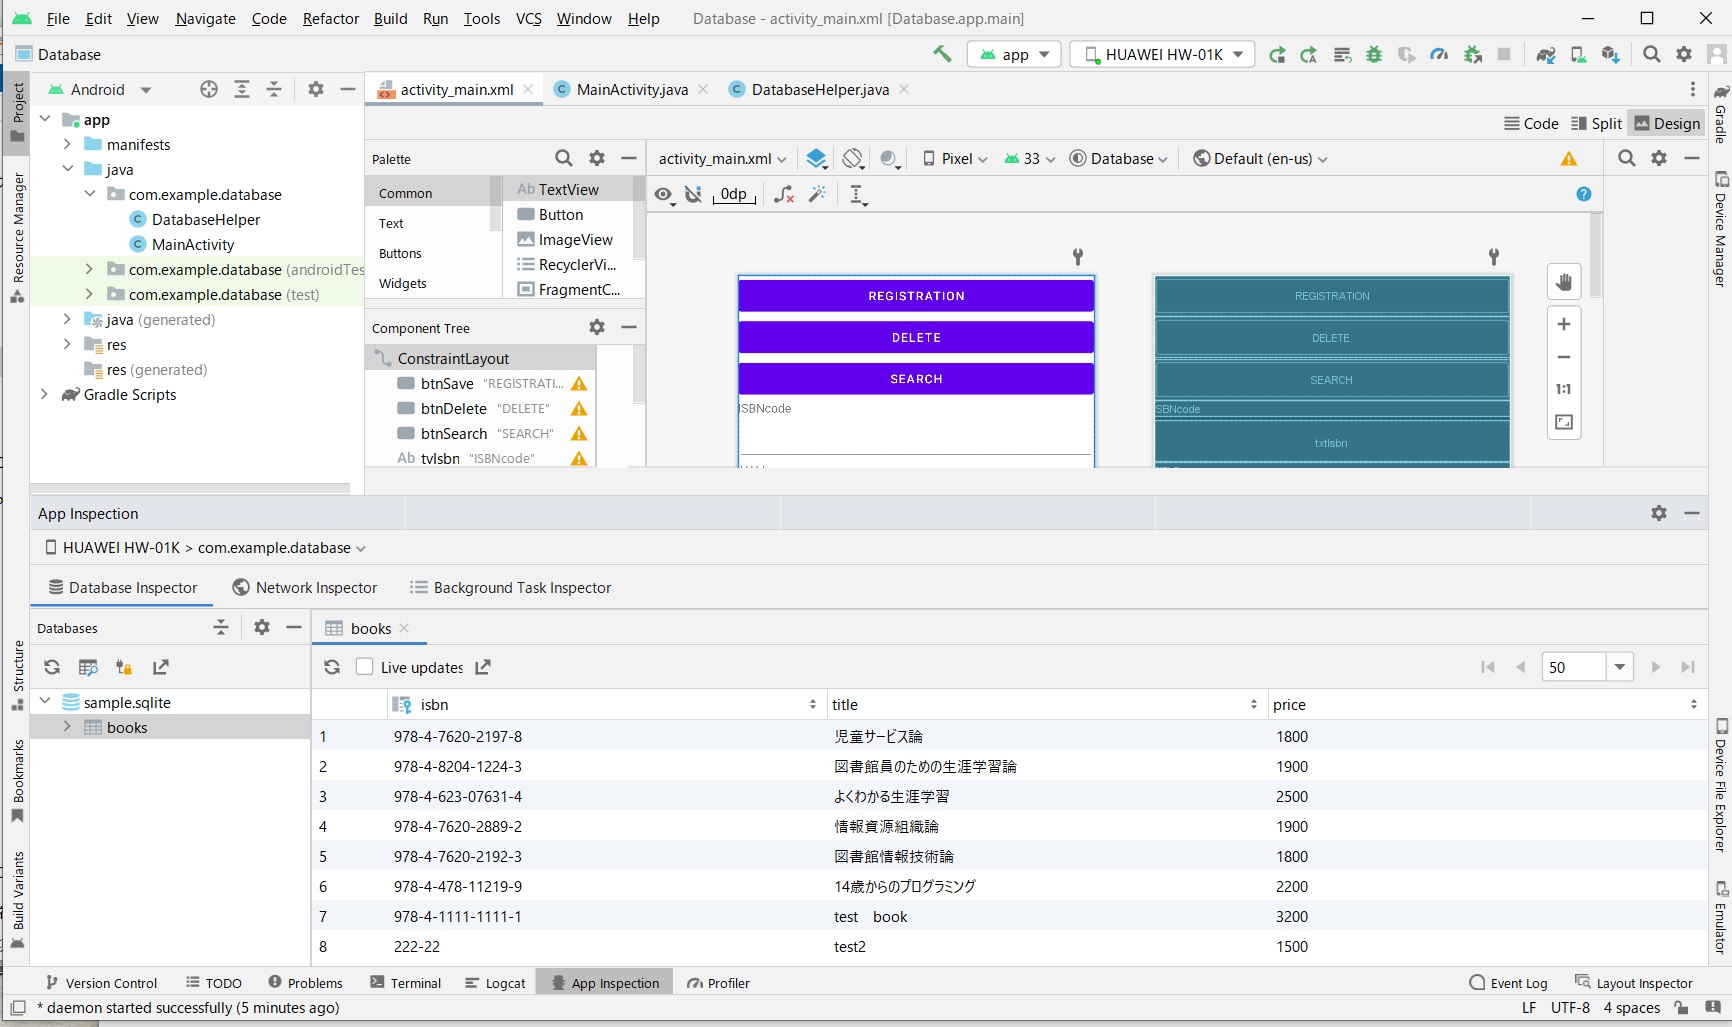 File Edit View Navigate Code Refactor Build Run Tools VCS Window Help Database - activity_main.xml [Database.app.main]
Database app HUAWEI HW-01K
Android activity_main.xml MainActivity.java DatabaseHelper.java
Code Split Design
Project
Resource Manager
Structure
Bookmarks
Build Variants
Gradle
Device Manager
Device File Explorer
Emulator
app
manifests
java
com.example.database
DatabaseHelper
MainActivity
com.example.database (androidTes
com.example.database (test)
java (generated)
res
res (generated)
Gradle Scripts
Palette
Common
Text
Buttons
Widgets
Ab TextView
Button
ImageView
RecyclerVi...
FragmentC...
Component Tree
ConstraintLayout
btnSave "REGISTRATI...
btnDelete "DELETE"
btnSearch "SEARCH"
Ab tvIsbn "ISBNcode"
activity_main.xml Pixel 33 Database Default (en-us)
0dp
REGISTRATION
DELETE
SEARCH
ISBNcode
REGISTRATION
DELETE
SEARCH
SBNcode
txtIsbn
1:1
App Inspection
HUAWEI HW-01K > com.example.database
Database Inspector Network Inspector Background Task Inspector
Databases
sample.sqlite
books
books
Live updates 50
isbn title price
1 978-4-7620-2197-8 児童サービス論 1800
2 978-4-8204-1224-3 図書館員のための生涯学習論 1900
3 978-4-623-07631-4 よくわかる生涯学習 2500
4 978-4-7620-2889-2 情報資源組織論 1900
5 978-4-7620-2192-3 図書館情報技術論 1800
6 978-4-478-11219-9 14歳からのプログラミング 2200
7 978-4-1111-1111-1 test　book 3200
8 222-22 test2 1500
Version Control TODO Problems Terminal Logcat App Inspection Profiler Event Log Layout Inspector
* daemon started successfully (5 minutes ago) LF UTF-8 4 spaces